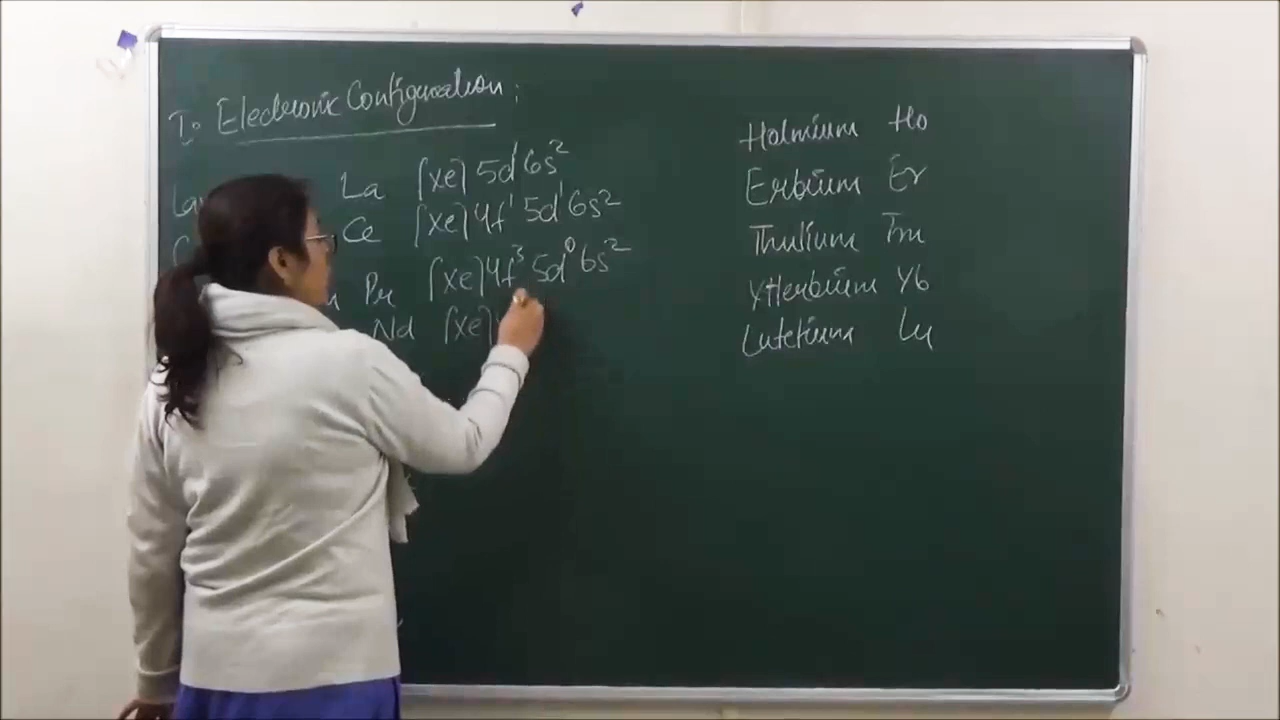 I. Electronic Configuration:
La [Xe] 5d¹ 6s²
Ce [Xe] 4f¹ 5d¹ 6s²
Pr [Xe] 4f³ 5d⁰ 6s²
Nd [Xe]
Holmium Ho
Erbium Er
Thulium Tm
Ytterbium Yb
Lutetium Lu